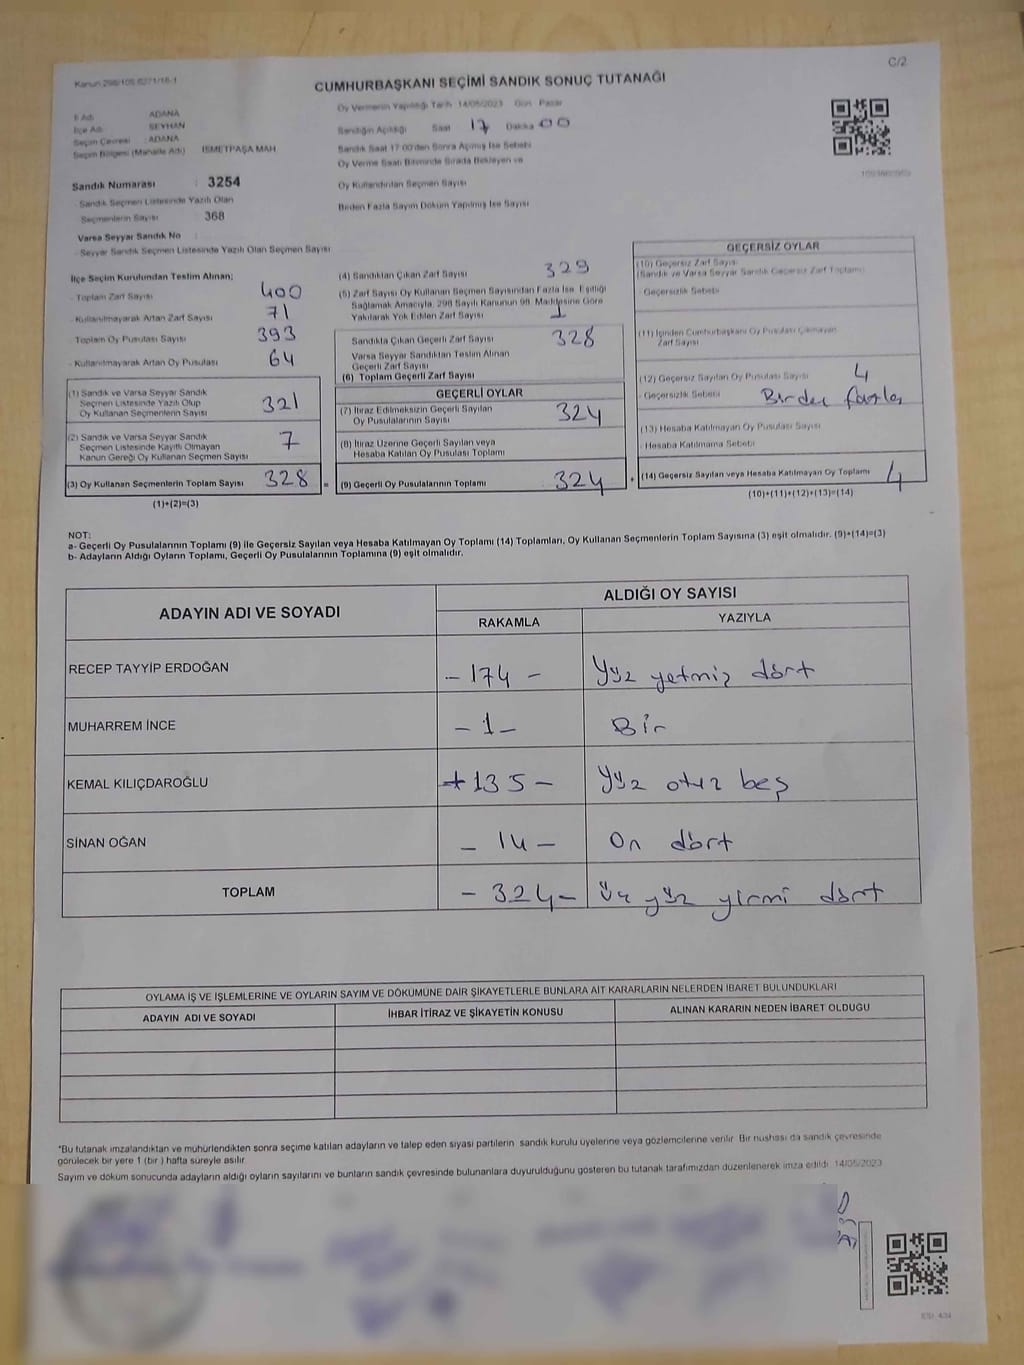 C/2
CUMHURBAŞKANI SEÇİMİ SANDIK SONUÇ TUTANAĞI
İl Adı : ADANA
İlçe Adı : SEYHAN
Seçim Çevresi : ADANA
Seçim Bölgesi (Mahalle Adı) İSMETPAŞA MAH.
Sandık Numarası : 3254
Sandık Seçmen Listesinde Yazılı Olan
Seçmenlerin Sayısı 368
Varsa Seyyar Sandık No :
Seyyar Sandık Seçmen Listesinde Yazılı Olan Seçmen Sayısı
Oy Vermenin Yapıldığı Tarih 14/05/2023 Gün Pazar
Sandığın Açıldığı Saat 17 Dakika 00
Sandık Saat 17:00'den Sonra Açılmış İse Sebebi
Oy Verme Saati Bitiminde Sırada Bekleyen ve
Oy Kullandırılan Seçmen Sayısı
Birden Fazla Sayım Döküm Yapılmış İse Sayısı
İlçe Seçim Kurulundan Teslim Alınan;
- Toplam Zarf Sayısı 400
- Kullanılmayarak Artan Zarf Sayısı 71
- Toplam Oy Pusulası Sayısı 393
- Kullanılmayarak Artan Oy Pusulası 64
(1) Sandık ve Varsa Seyyar Sandık
Seçmen Listesinde Yazılı Olup
Oy Kullanan Seçmenlerin Sayısı 321
(2) Sandık ve Varsa Seyyar Sandık
Seçmen Listesinde Kayıtlı Olmayan
Kanun Gereği Oy Kullanan Seçmen Sayısı 7
(3) Oy Kullanan Seçmenlerin Toplam Sayısı 328
(1)+(2)=(3)
(4) Sandıktan Çıkan Zarf Sayısı 329
(5) Zarf Sayısı Oy Kullanan Seçmen Sayısından Fazla İse, Eşitliği
Sağlamak Amacıyla, 298 Sayılı Kanunun 98. Maddesine Göre
Yakılarak Yok Edilen Zarf Sayısı 1
Sandıkta Çıkan Geçerli Zarf Sayısı 328
Varsa Seyyar Sandıktan Teslim Alınan
Geçerli Zarf Sayısı
(6) Toplam Geçerli Zarf Sayısı
GEÇERLİ OYLAR
(7) İtiraz Edilmeksizin Geçerli Sayılan
Oy Pusulasının Sayısı 324
(8) İtiraz Üzerine Geçerli Sayılan veya
Hesaba Katılan Oy Pusulası Toplamı
= (9) Geçerli Oy Pusulalarının Toplamı 324 +
GEÇERSİZ OYLAR
(10) Geçersiz Zarf Sayısı
(Sandık ve Varsa Seyyar Sandık Geçersiz Zarf Toplamı)
- Geçersizlik Sebebi
(11) İçinden Cumhurbaşkanı Oy Pusulası Çıkmayan
Zarf Sayısı
(12) Geçersiz Sayılan Oy Pusulası Sayısı 4
- Geçersizlik Sebebi Birden fazla
(13) Hesaba Katılmayan Oy Pusulası Sayısı
- Hesaba Katılmama Sebebi
(14) Geçersiz Sayılan veya Hesaba Katılmayan Oy Toplamı 4
(10)+(11)+(12)+(13)=(14)
NOT:
a- Geçerli Oy Pusulalarının Toplamı (9) ile Geçersiz Sayılan veya Hesaba Katılmayan Oy Toplamı (14) Toplamları, Oy Kullanan Seçmenlerin Toplam Sayısına (3) eşit olmalıdır. (9)+(14)=(3)
b- Adayların Aldığı Oyların Toplamı, Geçerli Oy Pusulalarının Toplamına (9) eşit olmalıdır.
ADAYIN ADI VE SOYADI
ALDIĞI OY SAYISI
RAKAMLA YAZIYLA
RECEP TAYYİP ERDOĞAN - 174 - Yüz yetmiş dört
MUHARREM İNCE - 1 - Bir
KEMAL KILIÇDAROĞLU - 135 - Yüz otuz beş
SİNAN OĞAN - 14 - On dört
TOPLAM - 324 - üç yüz yirmi dört
OYLAMA İŞ VE İŞLEMLERİNE VE OYLARIN SAYIM VE DÖKÜMÜNE DAİR ŞİKAYETLERLE BUNLARA AİT KARARLARIN NELERDEN İBARET BULUNDUKLARI
ADAYIN ADI VE SOYADI İHBAR İTİRAZ VE ŞİKAYETİN KONUSU ALINAN KARARIN NEDEN İBARET OLDUĞU
*Bu tutanak imzalandıktan ve mühürlendikten sonra seçime katılan adayların ve talep eden siyasi partilerin sandık kurulu üyelerine veya gözlemcilerine verilir. Bir nüshası da sandık çevresinde
görülecek bir yere 1 (bir) hafta süreyle asılır.
Sayım ve döküm sonucunda adayların aldığı oyların sayılarını ve bunların sandık çevresinde bulunanlara duyurulduğunu gösteren bu tutanak tarafımızdan düzenlenerek imza edildi. 14/05/2023